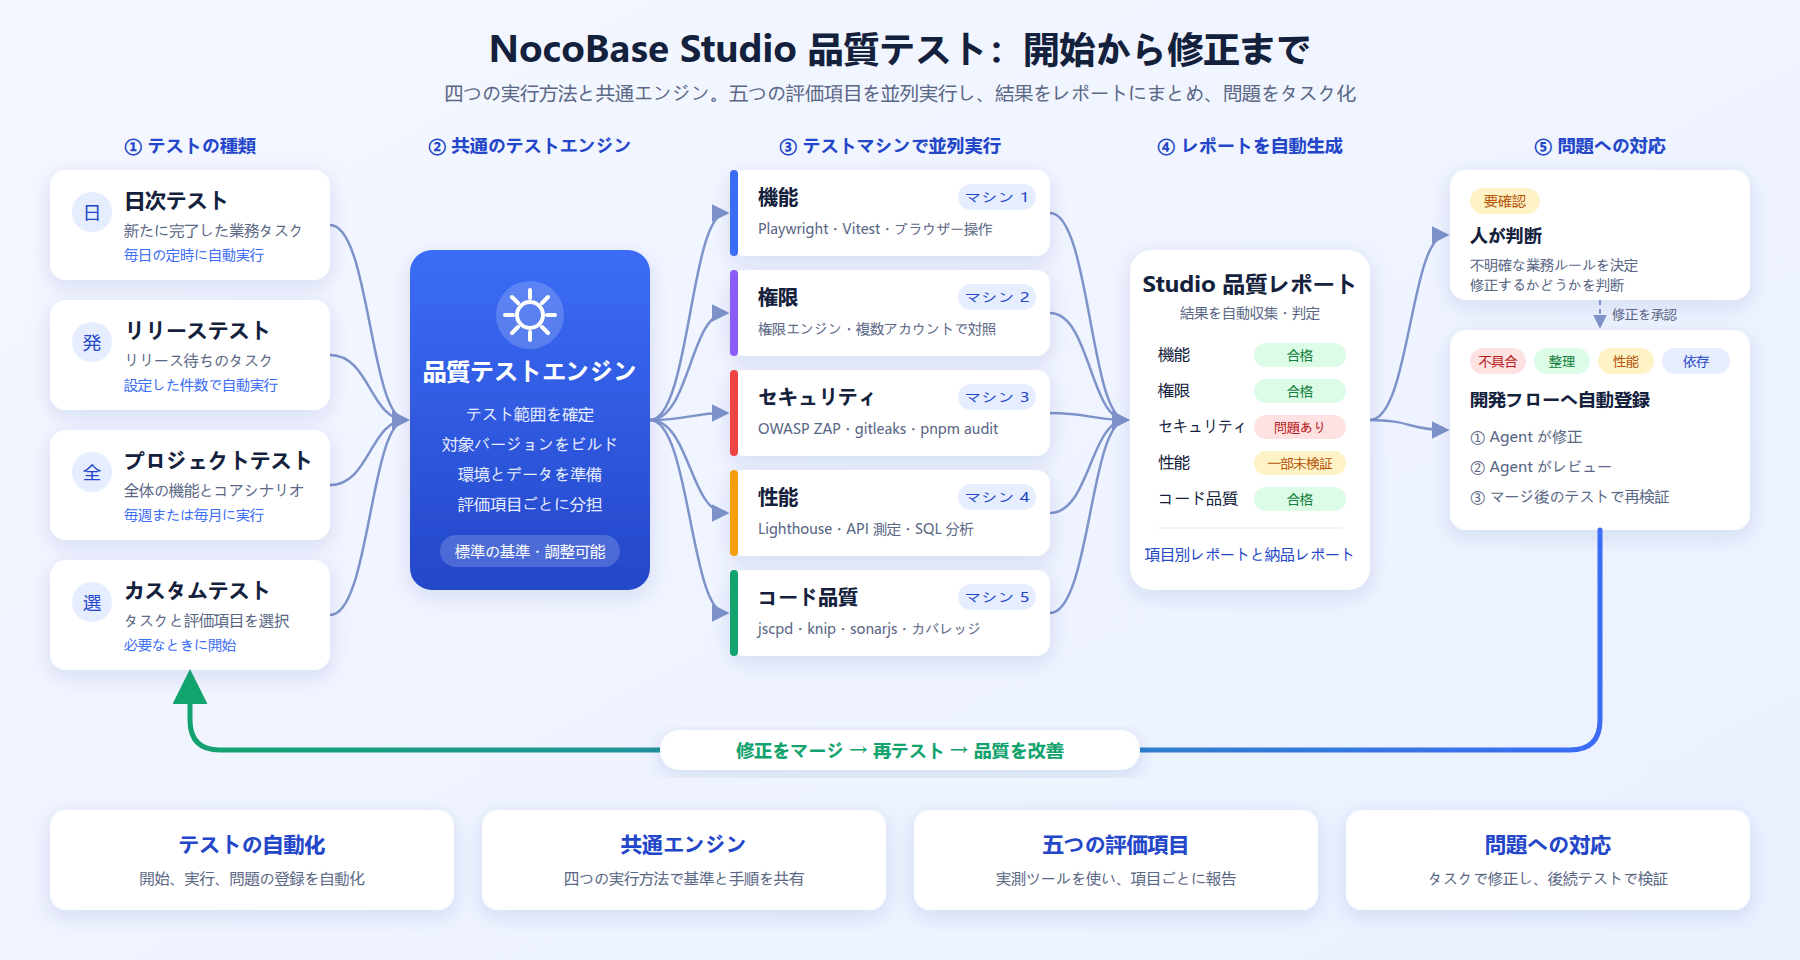 NocoBase Studio 品質テスト：開始から修正まで
四つの実行方法と共通エンジン。五つの評価項目を並列実行し、結果をレポートにまとめ、問題をタスク化
① テストの種類
日
日次テスト
新たに完了した業務タスク
毎日の定時に自動実行
発
リリーステスト
リリース待ちのタスク
設定した件数で自動実行
全
プロジェクトテスト
全体の機能とコアシナリオ
毎週または毎月に実行
選
カスタムテスト
タスクと評価項目を選択
必要なときに開始
② 共通のテストエンジン
品質テストエンジン
テスト範囲を確定
対象バージョンをビルド
環境とデータを準備
評価項目ごとに分担
標準の基準・調整可能
③ テストマシンで並列実行
機能
マシン 1
Playwright・Vitest・ブラウザー操作
権限
マシン 2
権限エンジン・複数アカウントで対照
セキュリティ
マシン 3
OWASP ZAP・gitleaks・pnpm audit
性能
マシン 4
Lighthouse・API 測定・SQL 分析
コード品質
マシン 5
jscpd・knip・sonarjs・カバレッジ
④ レポートを自動生成
Studio 品質レポート
結果を自動収集・判定
機能 合格
権限 合格
セキュリティ 問題あり
性能 一部未検証
コード品質 合格
項目別レポートと納品レポート
⑤ 問題への対応
要確認
人が判断
不明確な業務ルールを決定
修正するかどうかを判断
修正を承認
不具合 整理 性能 依存
開発フローへ自動登録
① Agent が修正
② Agent がレビュー
③ マージ後のテストで再検証
修正をマージ → 再テスト → 品質を改善
テストの自動化
開始、実行、問題の登録を自動化
共通エンジン
四つの実行方法で基準と手順を共有
五つの評価項目
実測ツールを使い、項目ごとに報告
問題への対応
タスクで修正し、後続テストで検証